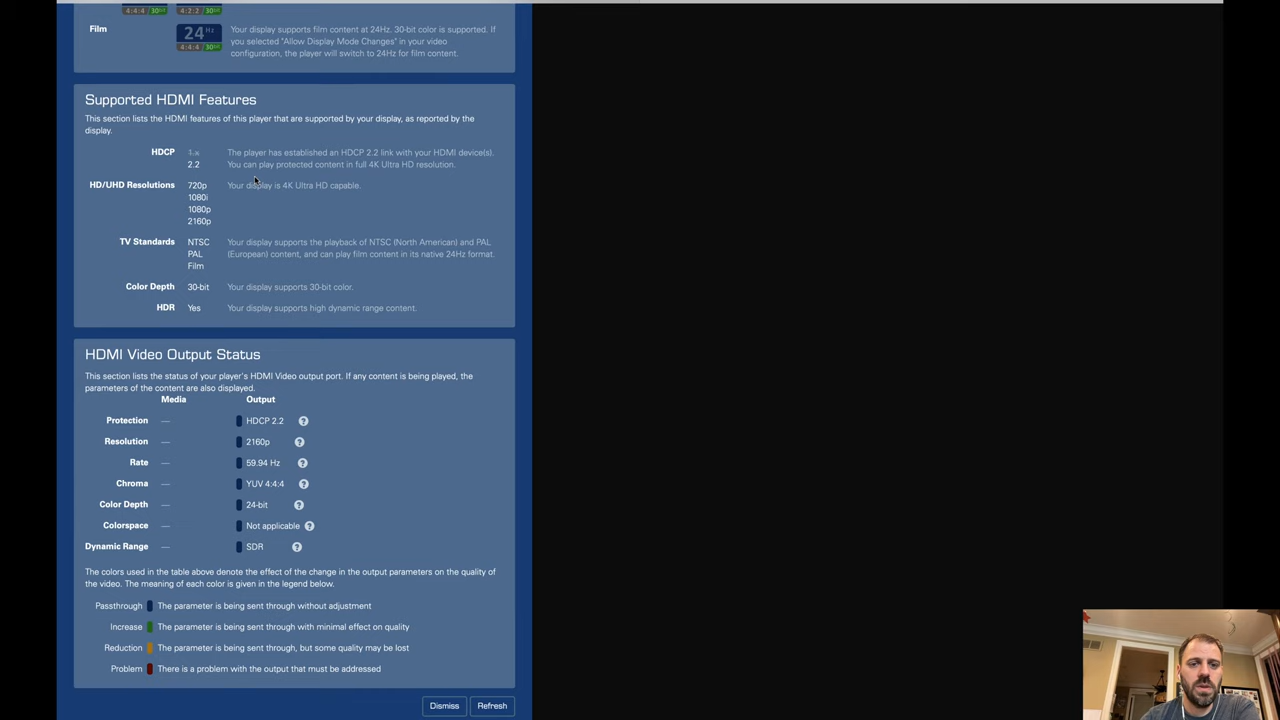 4:4:4 30bit 4:2:2 30bit
Film
24 Hz
4:4:4 30bit
Your display supports film content at 24Hz. 30-bit color is supported. If
you selected "Allow Display Mode Changes" in your video
configuration, the player will switch to 24Hz for film content.
Supported HDMI Features
This section lists the HDMI features of this player that are supported by your display, as reported by the
display.
HDCP 1.x The player has established an HDCP 2.2 link with your HDMI device(s).
2.2 You can play protected content in full 4K Ultra HD resolution.
HD/UHD Resolutions 720p Your display is 4K Ultra HD capable.
1080i
1080p
2160p
TV Standards NTSC Your display supports the playback of NTSC (North American) and PAL
PAL (European) content, and can play film content in its native 24Hz format.
Film
Color Depth 30-bit Your display supports 30-bit color.
HDR Yes Your display supports high dynamic range content.
HDMI Video Output Status
This section lists the status of your player's HDMI Video output port. If any content is being played, the
parameters of the content are also displayed.
Media Output
Protection — HDCP 2.2 ?
Resolution — 2160p ?
Rate — 59.94 Hz ?
Chroma — YUV 4:4:4 ?
Color Depth — 24-bit ?
Colorspace — Not applicable ?
Dynamic Range — SDR ?
The colors used in the table above denote the effect of the change in the output parameters on the quality of
the video. The meaning of each color is given in the legend below.
Passthrough The parameter is being sent through without adjustment
Increase The parameter is being sent through with minimal effect on quality
Reduction The parameter is being sent through, but some quality may be lost
Problem There is a problem with the output that must be addressed
Dismiss Refresh